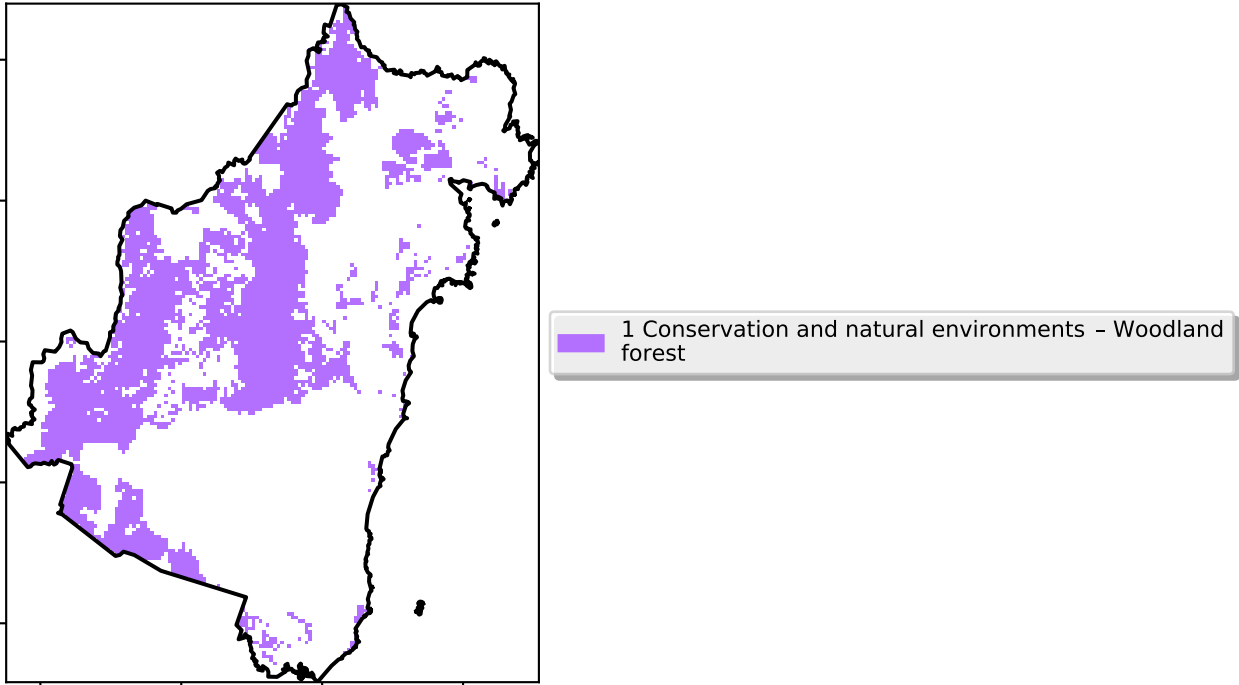 1 Conservation and natural environments – Woodland
forest